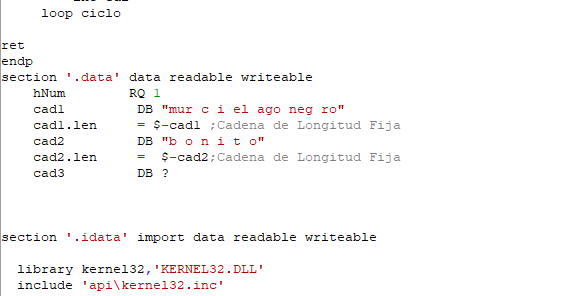 loop ciclo
ret
endp
section '.data' data readable writeable
hNum RQ 1
cad1 DB "mur c i el ago neg ro"
cad1.len = $-cad1 ;Cadena de Longitud Fija
cad2 DB "b o n i t o"
cad2.len = $-cad2;Cadena de Longitud Fija
cad3 DB ?
section '.idata' import data readable writeable
library kernel32,'KERNEL32.DLL'
include 'api\kernel32.inc'